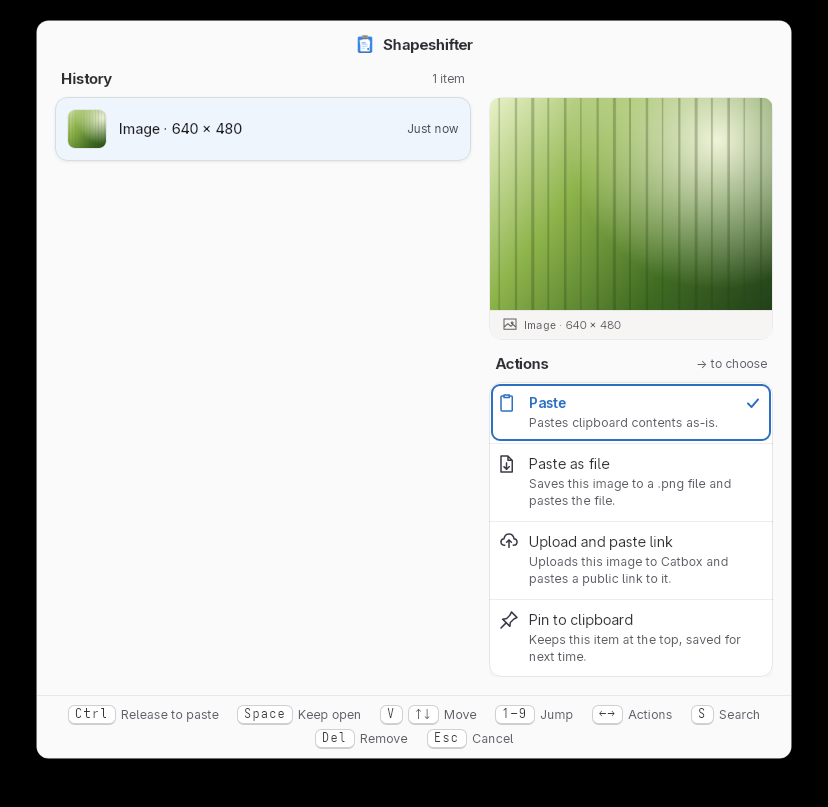 Shapeshifter
History 1 item
Image · 640 × 480 Just now
Image · 640 × 480
Actions → to choose
Paste
Pastes clipboard contents as-is.
Paste as file
Saves this image to a .png file and
pastes the file.
Upload and paste link
Uploads this image to Catbox and
pastes a public link to it.
Pin to clipboard
Keeps this item at the top, saved for
next time.
Ctrl Release to paste Space Keep open V ↑↓ Move 1–9 Jump ←→ Actions S Search
Del Remove Esc Cancel